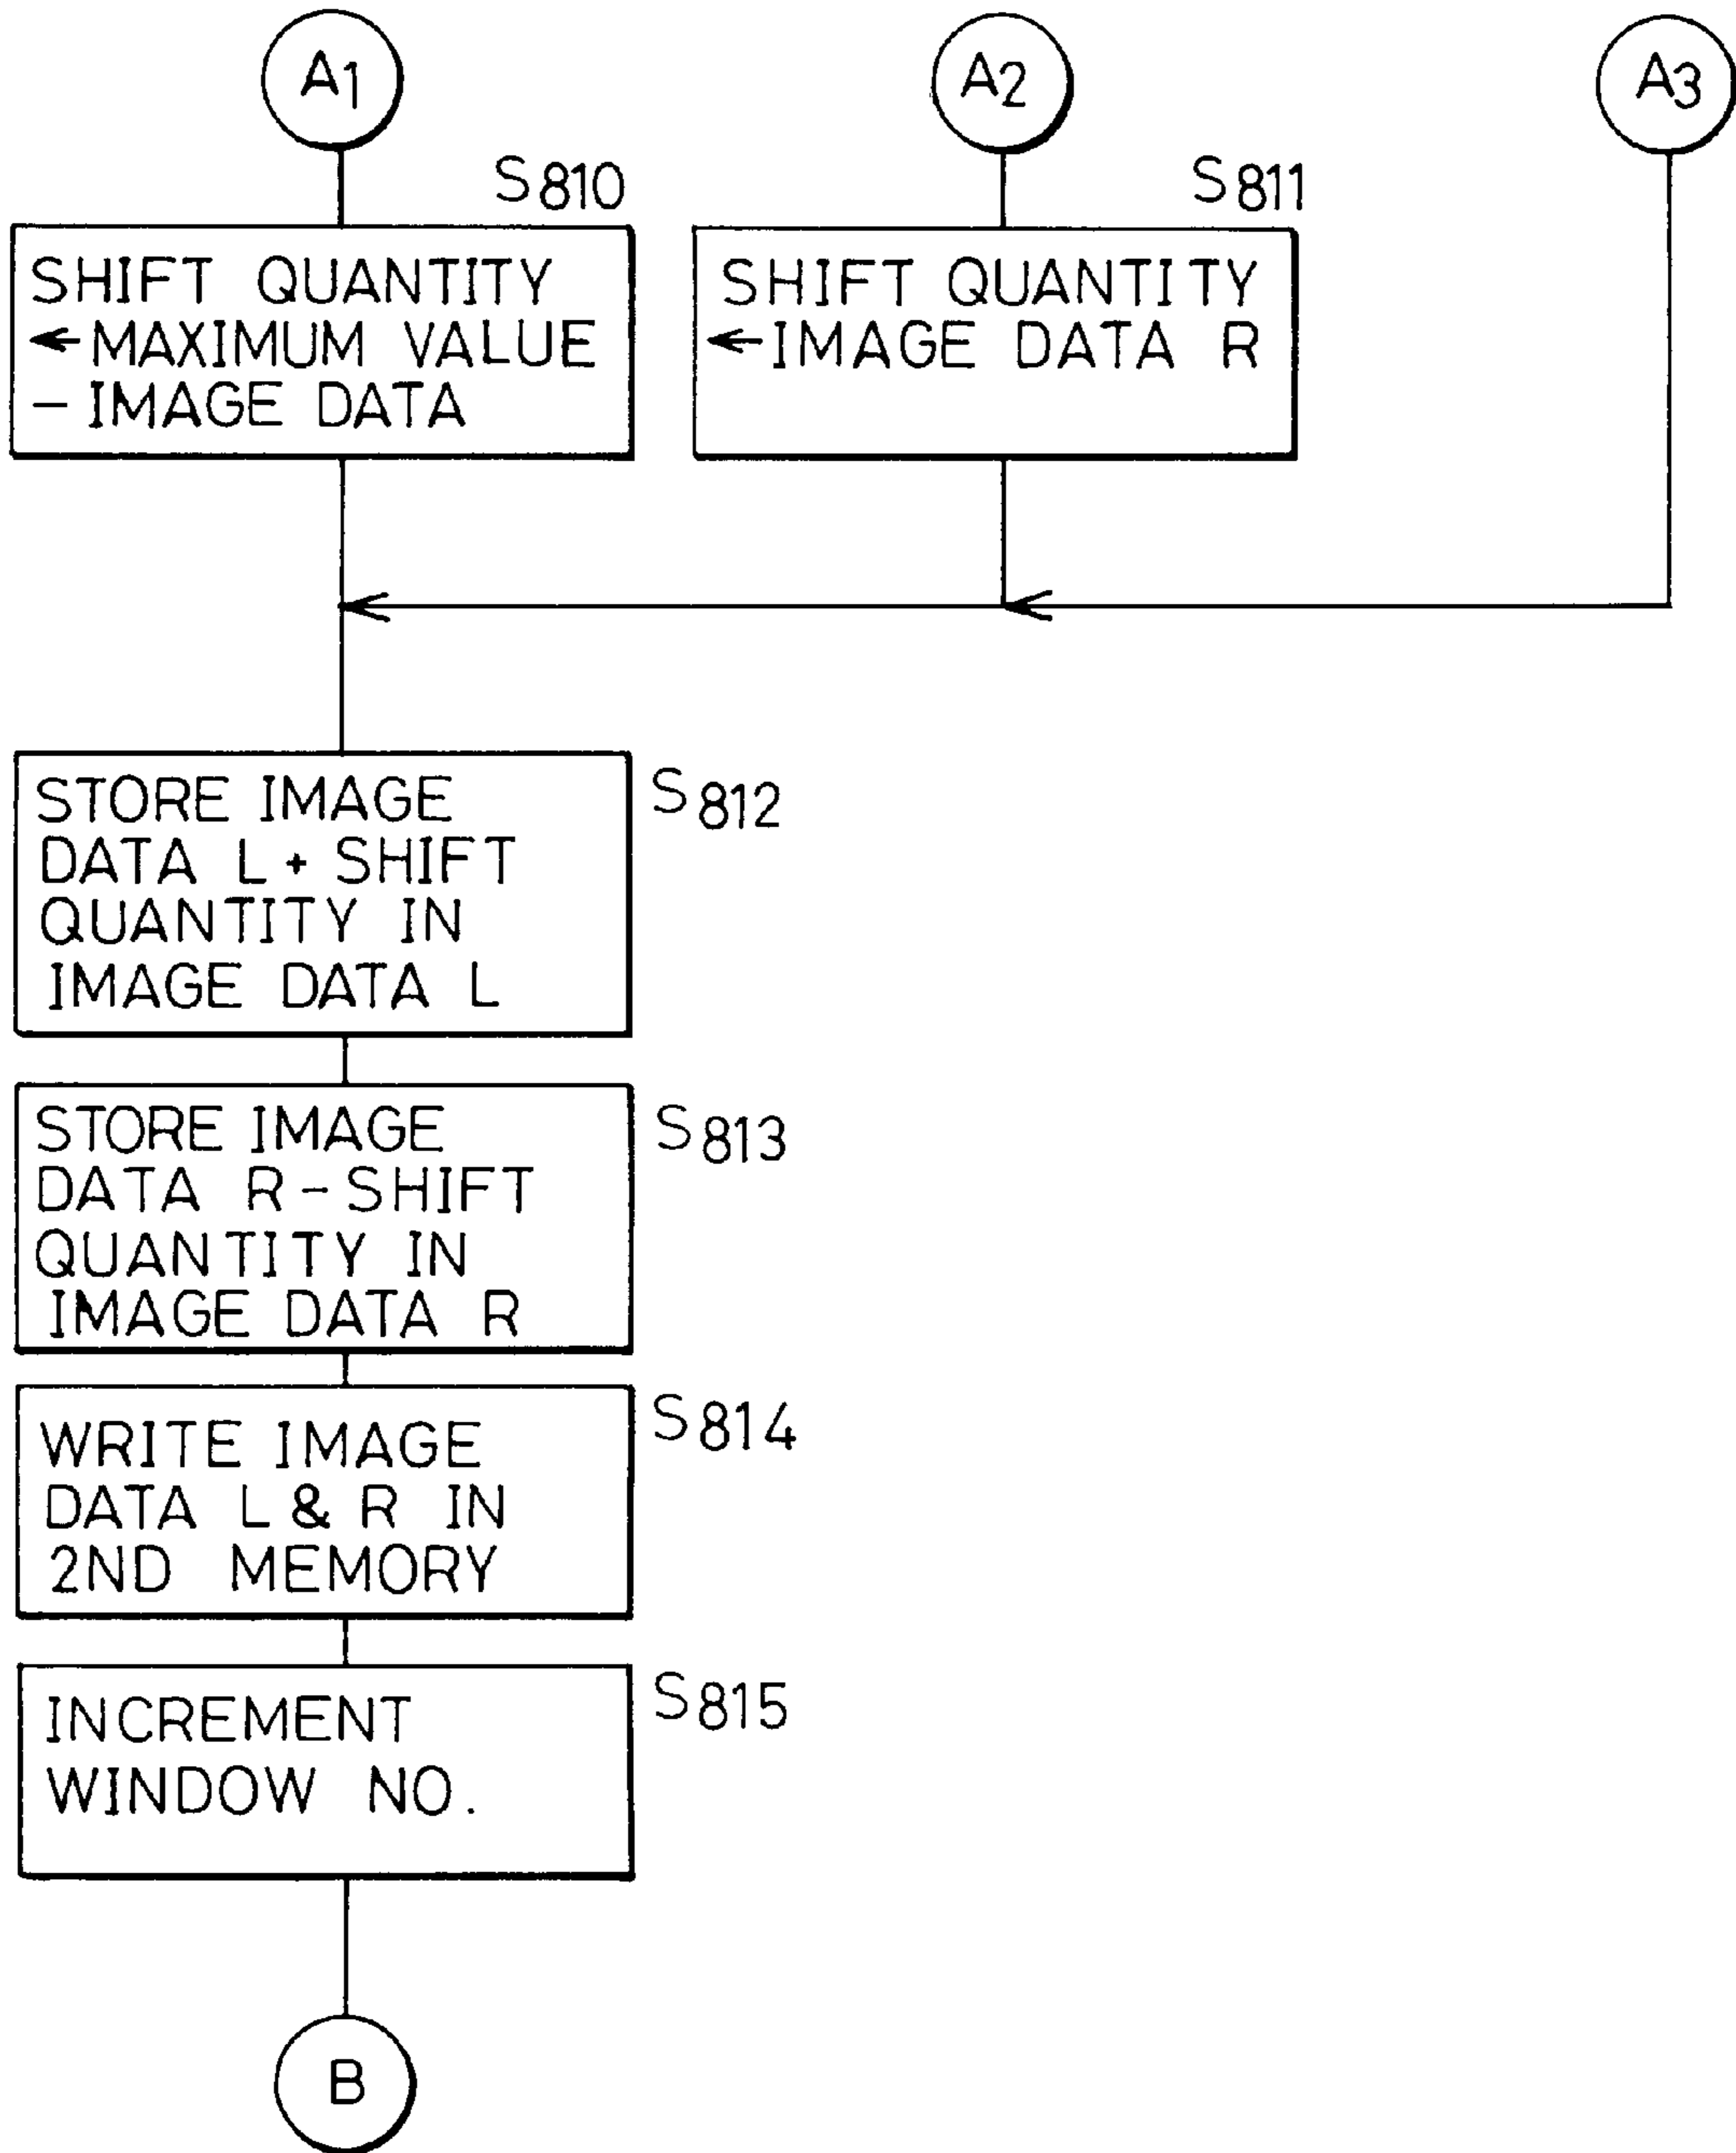 A1
A2
A3
S810
SHIFT QUANTITY
←MAXIMUM VALUE
- IMAGE DATA
S811
SHIFT QUANTITY
←IMAGE DATA R
STORE IMAGE
DATA L+SHIFT
QUANTITY IN
IMAGE DATA L
S812
STORE IMAGE
DATA R-SHIFT
QUANTITY IN
IMAGE DATA R
S813
WRITE IMAGE
DATA L & R IN
2ND MEMORY
S814
INCREMENT
WINDOW NO.
S815
B